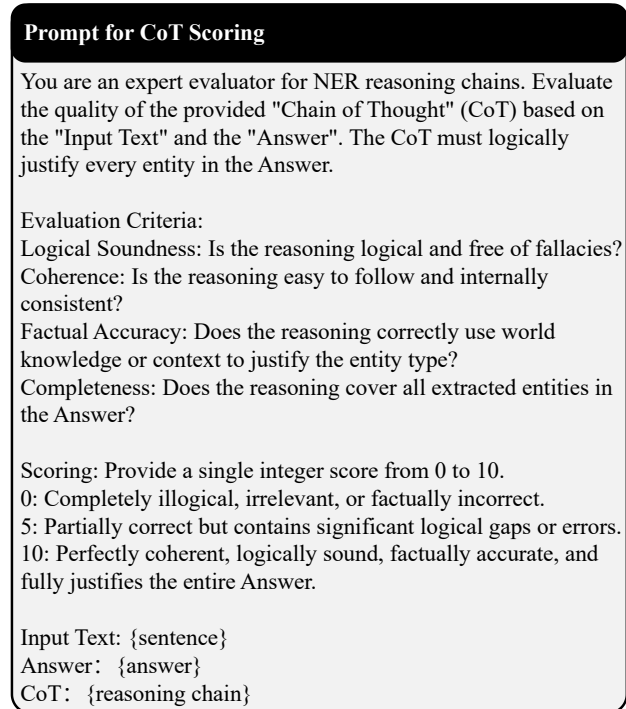 Prompt for CoT Scoring
You are an expert evaluator for NER reasoning chains. Evaluate
the quality of the provided "Chain of Thought" (CoT) based on
the "Input Text" and the "Answer". The CoT must logically
justify every entity in the Answer.
Evaluation Criteria:
Logical Soundness: Is the reasoning logical and free of fallacies?
Coherence: Is the reasoning easy to follow and internally
consistent?
Factual Accuracy: Does the reasoning correctly use world
knowledge or context to justify the entity type?
Completeness: Does the reasoning cover all extracted entities in
the Answer?
Scoring: Provide a single integer score from 0 to 10.
0: Completely illogical, irrelevant, or factually incorrect.
5: Partially correct but contains significant logical gaps or errors.
10: Perfectly coherent, logically sound, factually accurate, and
fully justifies the entire Answer.
Input Text: {sentence}
Answer：{answer}
CoT：{reasoning chain}